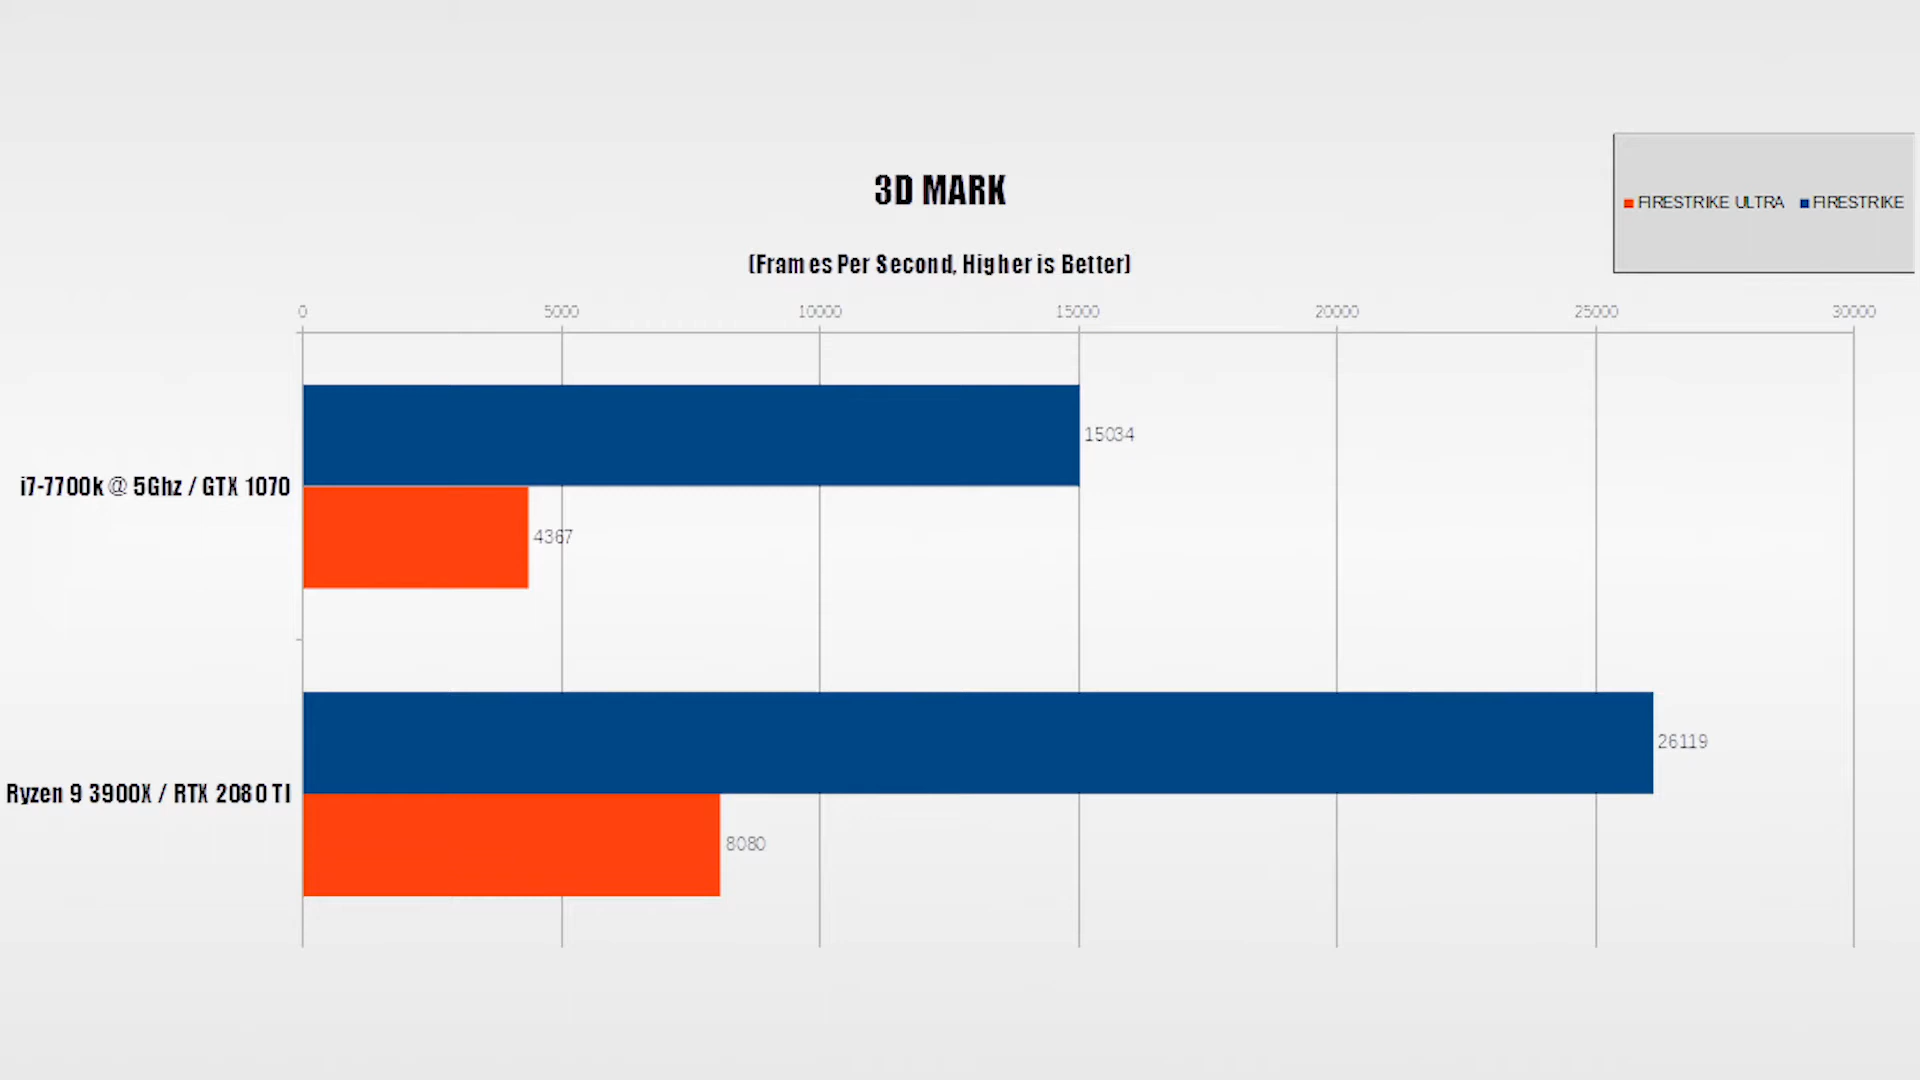 3D MARK
(Frames Per Second, Higher is Better)
FIRESTRIKE ULTRA FIRESTRIKE
0 5000 10000 15000 20000 25000 30000
15034
i7-7700k @ 5Ghz / GTX 1070
4367
26119
Ryzen 9 3900X / RTX 2080 TI
8080